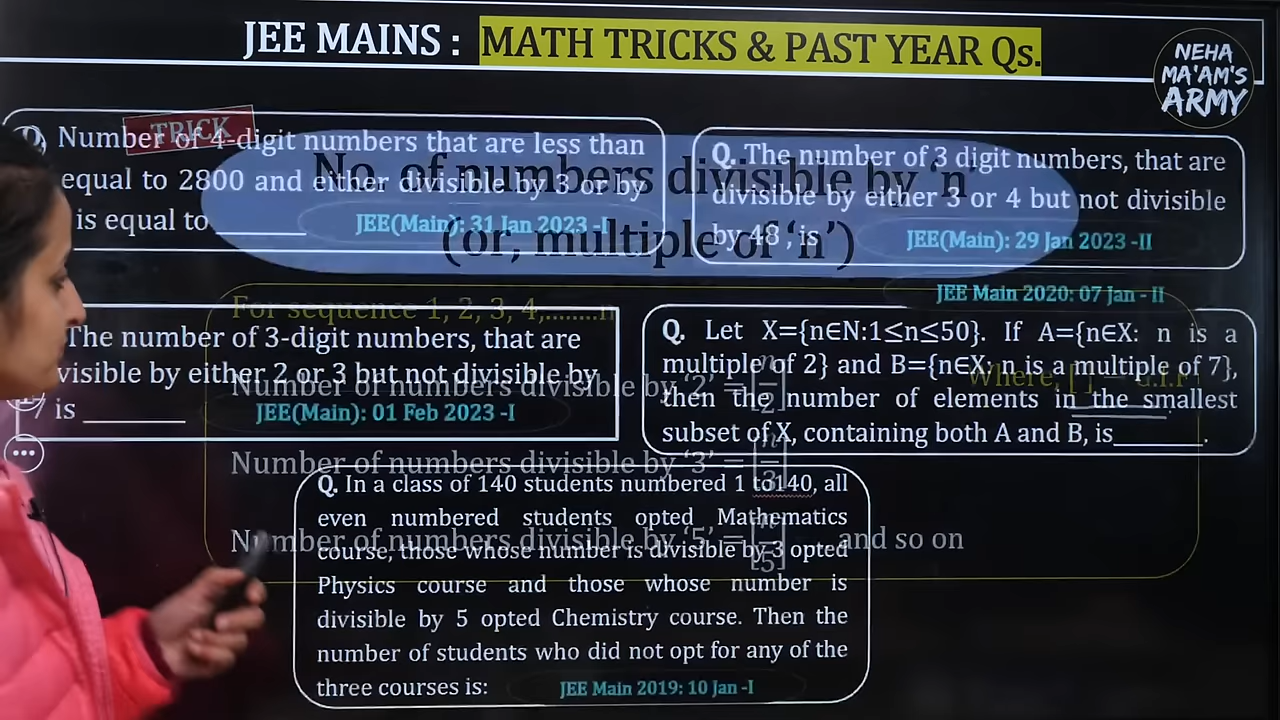 JEE MAINS : MATH TRICKS & PAST YEAR Qs.
NEHA
MA'AM'S
ARMY
TRICK
No. of numbers divisible by 'n'
(or, multiple of 'n')
Number of 4-digit numbers that are less than
equal to 2800 and either divisible by 3 or by
is equal to ______
JEE(Main): 31 Jan 2023 -I
Q. The number of 3 digit numbers, that are
divisible by either 3 or 4 but not divisible
by 48 , is
JEE(Main): 29 Jan 2023 -II
For sequence 1, 2, 3, 4,.......n
Number of numbers divisible by '2' = [n/2]
Where, [ ] = G.I.F
Number of numbers divisible by '3' = [n/3]
Number of numbers divisible by '5' = [n/5] and so on
The number of 3-digit numbers, that are
visible by either 2 or 3 but not divisible by
7 is ______
JEE(Main): 01 Feb 2023 -I
JEE Main 2020: 07 Jan - II
Q. Let X={n∈N:1≤n≤50}. If A={n∈X: n is a
multiple of 2} and B={n∈X: n is a multiple of 7},
then the number of elements in the smallest
subset of X, containing both A and B, is______.
Q. In a class of 140 students numbered 1 to140, all
even numbered students opted Mathematics
course, those whose number is divisible by 3 opted
Physics course and those whose number is
divisible by 5 opted Chemistry course. Then the
number of students who did not opt for any of the
three courses is:
JEE Main 2019: 10 Jan -I